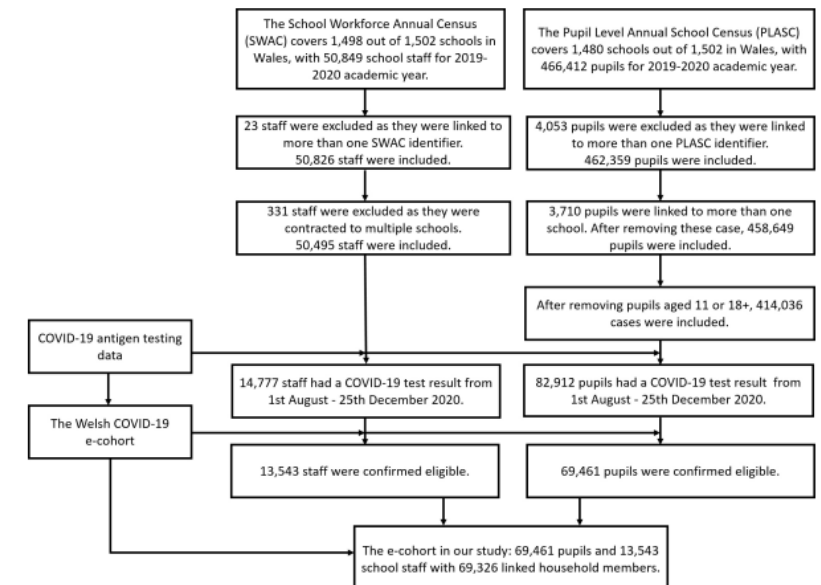 The School Workforce Annual Census
(SWAC) covers 1,498 out of 1,502 schools in
Wales, with 50,849 school staff for 2019-
2020 academic year.
The Pupil Level Annual School Census (PLASC)
covers 1,480 schools out of 1,502 in Wales, with
466,412 pupils for 2019-2020 academic year.
23 staff were excluded as they were linked to
more than one SWAC identifier.
50,826 staff were included.
4,053 pupils were excluded as they were linked
to more than one PLASC identifier.
462,359 pupils were included.
331 staff were excluded as they were
contracted to multiple schools.
50,495 staff were included.
3,710 pupils were linked to more than one
school. After removing these case, 458,649
pupils were included.
After removing pupils aged 11 or 18+, 414,036
cases were included.
COVID-19 antigen testing
data
14,777 staff had a COVID-19 test result from
1st August - 25th December 2020.
82,912 pupils had a COVID-19 test result from
1st August - 25th December 2020.
The Welsh COVID-19
e-cohort
13,543 staff were confirmed eligible.
69,461 pupils were confirmed eligible.
The e-cohort in our study: 69,461 pupils and 13,543
school staff with 69,326 linked household members.